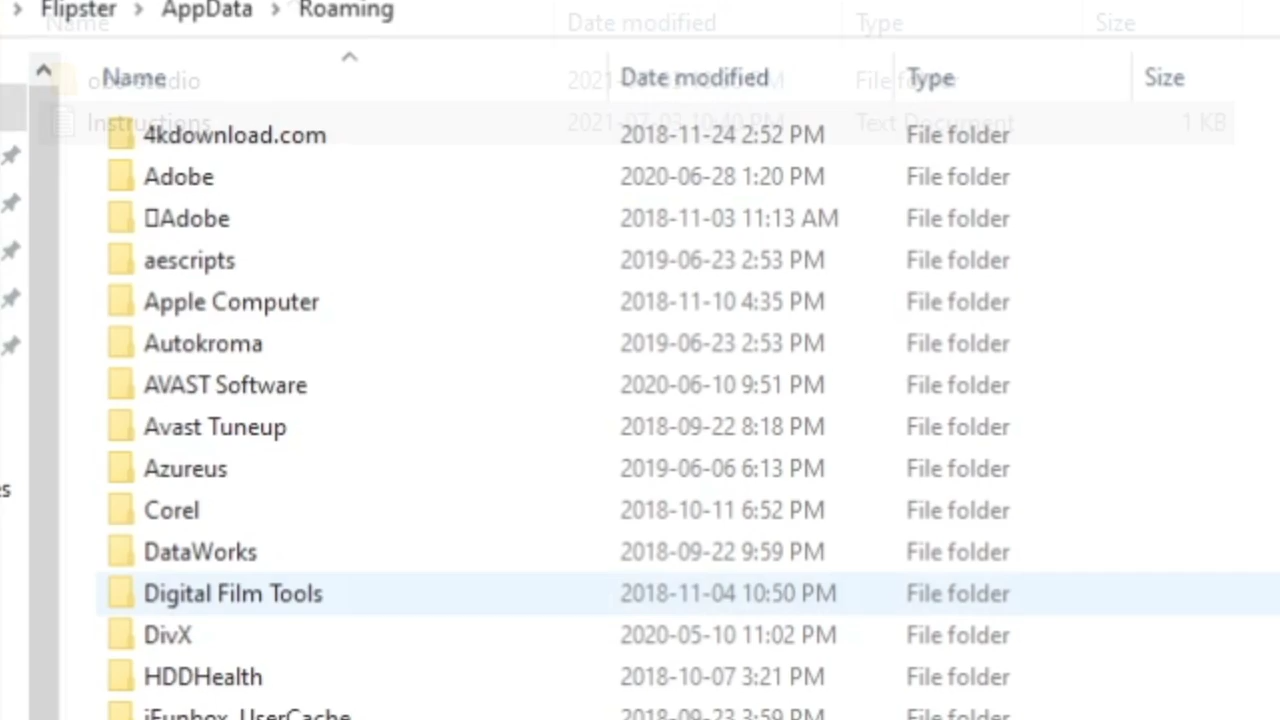 > Flipster > AppData > Roaming
Name Date modified Type Size
Name Date modified Type Size
File folder
Instructions 2021-07-03 10:40 PM Text Document 1 KB
4kdownload.com 2018-11-24 2:52 PM File folder
Adobe 2020-06-28 1:20 PM File folder
▯Adobe 2018-11-03 11:13 AM File folder
aescripts 2019-06-23 2:53 PM File folder
Apple Computer 2018-11-10 4:35 PM File folder
Autokroma 2019-06-23 2:53 PM File folder
AVAST Software 2020-06-10 9:51 PM File folder
Avast Tuneup 2018-09-22 8:18 PM File folder
Azureus 2019-06-06 6:13 PM File folder
es
Corel 2018-10-11 6:52 PM File folder
DataWorks 2018-09-22 9:59 PM File folder
Digital Film Tools 2018-11-04 10:50 PM File folder
DivX 2020-05-10 11:02 PM File folder
HDDHealth 2018-10-07 3:21 PM File folder
iFunbox_UserCache 2018-09-23 3:59 PM File folder